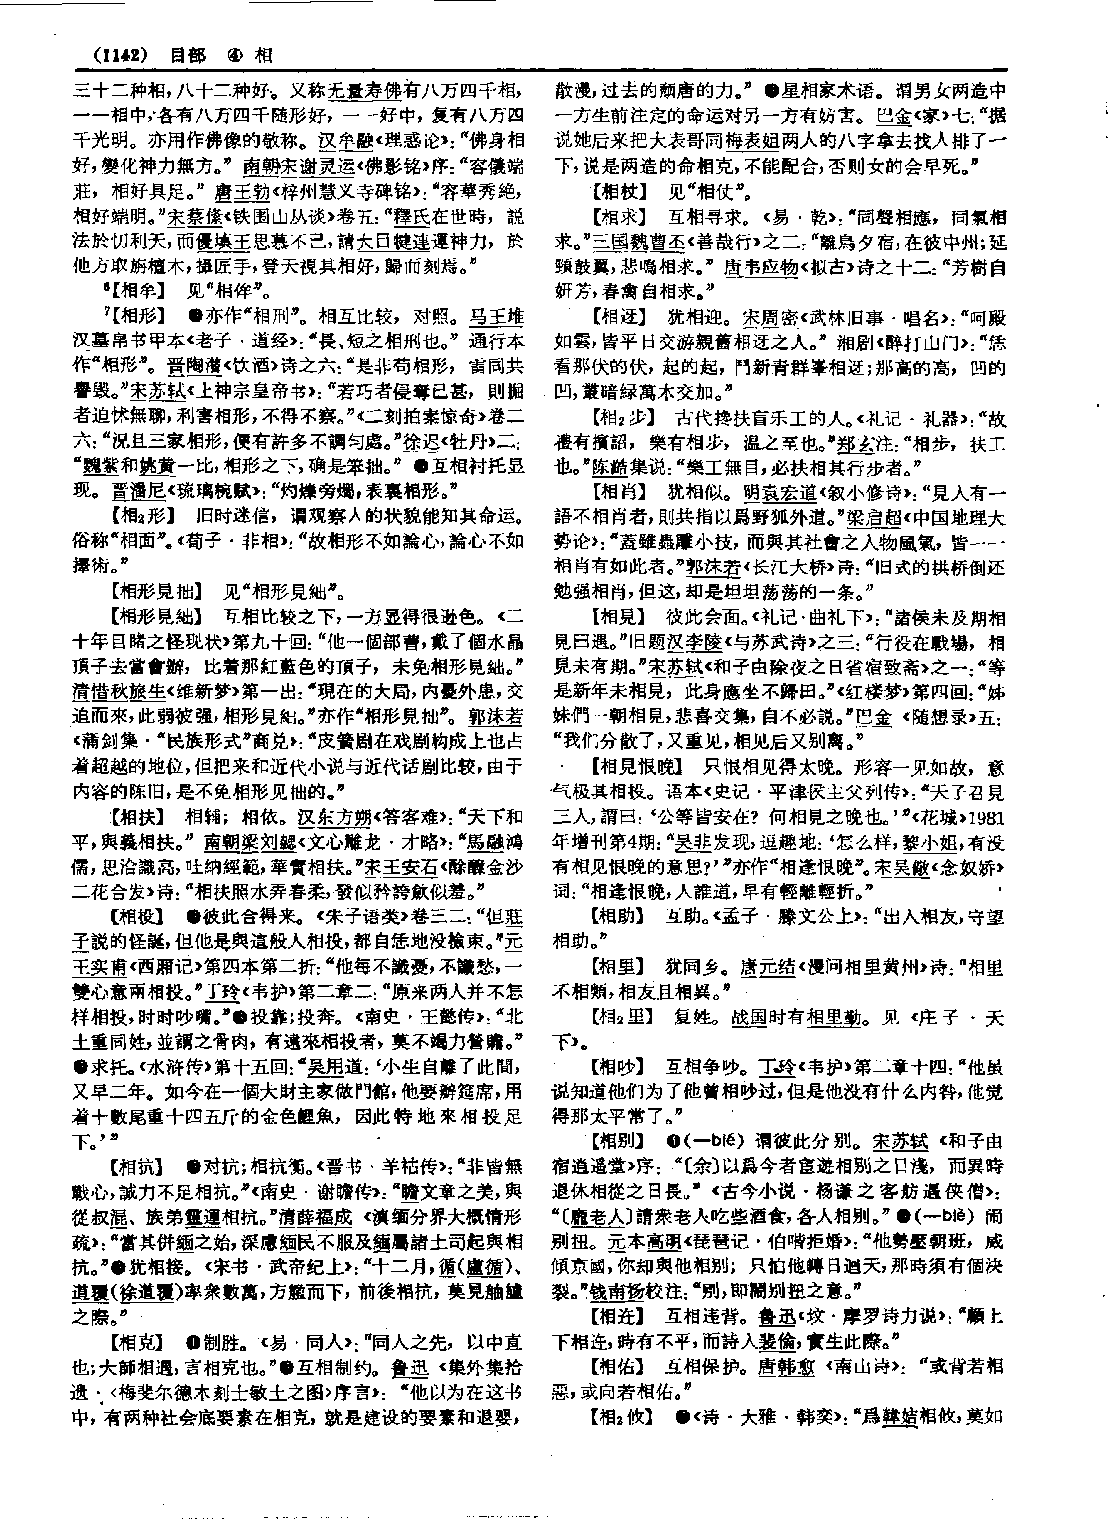 (1142) 目部 ④ 相
三十二种相,八十二种好。又称无量寿佛有八万四千相,
一一相中,各有八万四千随形好,一一好中,复有八万四
千光明。亦用作佛像的敬称。汉牟融《理惑论》:“佛身相
好,變化神力無方。”南朝宋谢灵运《佛影铭》序:“容儀端
莊,相好具足。”唐王勃《梓州慧义寺碑铭》:“容華秀絶,
相好端明。”宋蔡絛《铁围山丛谈》卷五:“釋氏在世時,説
法於忉利天,而優填王思慕不已,請大目犍連運神力,於
他方取旃檀木,攝匠手,登天視其相好,歸而刻焉。”
⁶【相牟】 见“相侔”。
⁷【相形】 ❶亦作“相刑”。相互比较,对照。马王堆
汉墓帛书甲本《老子·道经》:“長、短之相刑也。”通行本
作“相形”。晋陶潜《饮酒》诗之六:“是非苟相形,雷同共
譽毁。”宋苏轼《上神宗皇帝书》:“若巧者侵奪已甚,則拙
者迫怵無聊,利害相形,不得不察。”《二刻拍案惊奇》卷二
六:“况且三家相形,便有許多不調匀處。”徐迟《牡丹》二:
“魏紫和姚黄一比,相形之下,确是笨拙。”❷互相衬托显
现。晋潘尼《琉璃椀赋》:“灼爍旁燭,表裏相形。”
【相₂形】 旧时迷信,谓观察人的状貌能知其命运。
俗称“相面”。《荀子·非相》:“故相形不如論心,論心不如
擇術。”
【相形見拙】 见“相形見絀”。
【相形見絀】 互相比较之下,一方显得很逊色。《二
十年目睹之怪现状》第九十回:“他一個部曹,戴了個水晶
頂子去當會辦,比着那紅藍色的頂子,未免相形見絀。”
清惜秋旅生《维新梦》第一出:“現在的大局,内憂外患,交
迫而來,此弱彼强,相形見絀。”亦作“相形見拙”。郭沫若
《蒲剑集·“民族形式”商兑》:“皮簧剧在戏剧构成上也占
着超越的地位,但把来和近代小说与近代话剧比较,由于
内容的陈旧,是不免相形见拙的。”
【相扶】 相辅;相依。汉东方朔《答客难》:“天下和
平,與義相扶。”南朝梁刘勰《文心雕龙·才略》:“馬融鴻
儒,思洽識高,吐纳經範,華實相扶。”宋王安石《酴醾金沙
二花合发》诗:“相扶照水弄春柔,發似矜誇斂似羞。”
【相投】 ❶彼此合得来。《朱子语类》卷三二:“但莊
子説的怪誕,但他是與這般人相投,都自恁地没檢束。”元
王实甫《西厢记》第四本第二折:“他每不識憂,不識愁,一
雙心意兩相投。”丁玲《韦护》第二章二:“原来两人并不怎
样相投,时时吵嘴。”❷投靠;投奔。《南史·王懿传》:“北
土重同姓,並謂之骨肉,有遠來相投者,莫不竭力營贍。”
❸求托。《水浒传》第十五回:“吴用道:‘小生自離了此間,
又早二年。如今在一個大財主家做門館,他要辦筵席,用
着十數尾重十四五斤的金色鯉魚,因此特地來相投足
下。’”
【相抗】 ❶对抗;相抗衡。《晋书·羊祜传》:“非皆無
戰心,誠力不足相抗。”《南史·谢瞻传》:“瞻文章之美,與
從叔混、族弟靈運相抗。”清薛福成《滇缅分界大概情形
疏》:“當其併緬之始,深慮緬民不服及緬屬諸土司起與相
抗。”❷犹相接。《宋书·武帝纪上》:“十二月,循(盧循)、
道覆(徐道覆)率衆數萬,方艦而下,前後相抗,莫見舳艫
之際。”
【相克】 ❶制胜。《易·同人》:“同人之先,以中直
也;大師相遇,言相克也。”❷互相制约。鲁迅《集外集拾
遗·〈梅斐尔德木刻士敏土之图〉序言》:“他以为在这书
中,有两种社会底要素在相克,就是建设的要素和退婴,
散漫,过去的颓唐的力。”❸星相家术语。谓男女两造中
一方生前注定的命运对另一方有妨害。巴金《家》七:“据
说她后来把大表哥同梅表姐两人的八字拿去找人排了一
下,说是两造的命相克,不能配合,否则女的会早死。”
【相杖】 见“相仗”。
【相求】 互相寻求。《易·乾》:“同聲相應,同氣相
求。”三国魏曹丕《善哉行》之二:“離鳥夕宿,在彼中州;延
頸鼓翼,悲鳴相求。”唐韦应物《拟古》诗之十二:“芳樹自
妍芳,春禽自相求。”
【相迓】 犹相迎。宋周密《武林旧事·唱名》:“呵殿
如雲,皆平日交游親舊相迓之人。”湘剧《醉打山门》:“恁
看那伏的伏,起的起,鬥新青群峯相迓;那高的高,凹的
凹,叢暗緑萬木交加。”
【相₂步】 古代搀扶盲乐工的人。《礼记·礼器》:“故
禮有擯詔,樂有相步,温之至也。”郑玄注:“相步,扶工
也。”陈澔集说:“樂工無目,必扶相其行步者。”
【相肖】 犹相似。明袁宏道《叙小修诗》:“見人有一
語不相肖者,則共指以爲野狐外道。”梁启超《中国地理大
势论》:“蓋雖蟲雕小技,而與其社會之人物風氣,皆一一
相肖有如此者。”郭沫若《长江大桥》诗:“旧式的拱桥倒还
勉强相肖,但这,却是坦坦荡荡的一条。”
【相見】 彼此会面。《礼记·曲礼下》:“諸侯未及期相
見曰遇。”旧题汉李陵《与苏武诗》之三:“行役在戰場,相
見未有期。”宋苏轼《和子由除夜之日省宿致斋》之一:“等
是新年未相見,此身應坐不歸田。”《红楼梦》第四回:“姊
妹們一朝相見,悲喜交集,自不必説。”巴金《随想录》五:
“我们分散了,又重见,相见后又别离。”
【相見恨晚】 只恨相见得太晚。形容一见如故,意
气极其相投。语本《史记·平津侯主父列传》:“天子召見
三人,謂曰:‘公等皆安在?何相見之晚也。’”《花城》1981
年增刊第4期:“吴非发现,逗趣地:‘怎么样,黎小姐,有没
有相见恨晚的意思?’”亦作“相逢恨晚”。宋吴儆《念奴娇》
词:“相逢恨晚,人誰道,早有輕離輕折。”
【相助】 互助。《孟子·滕文公上》:“出入相友,守望
相助。”
【相里】 犹同乡。唐元结《漫问相里黄州》诗:“相里
不相類,相友且相異。”
【相₂里】 复姓。战国时有相里勤。见《庄子·天
下》。
【相吵】 互相争吵。丁玲《韦护》第二章十四:“他虽
说知道他们为了他曾相吵过,但是他没有什么内咎,他觉
得那太平常了。”
【相别】 ❶(—bié)谓彼此分别。宋苏轼《和子由
宿逍遥堂》序:“〔余〕以爲今者宦遊相别之日淺,而異時
退休相從之日長。”《古今小说·杨谦之客舫遇侠僧》:
“〔龐老人〕請衆老人吃些酒食,各人相别。”❷(—biè)闹
别扭。元本高明《琵琶记·伯喈拒婚》:“他勢壓朝班,威
傾京國,你却與他相别;只怕他轉日迴天,那時須有個决
裂。”钱南扬校注:“别,即鬧别扭之意。”
【相迕】 互相违背。鲁迅《坟·摩罗诗力说》:“顧上
下相迕,時有不平,而詩人裴倫,實生此際。”
【相佑】 互相保护。唐韩愈《南山诗》:“或背若相
惡,或向若相佑。”
【相₂攸】 ❶《诗·大雅·韩奕》:“爲韓姞相攸,莫如